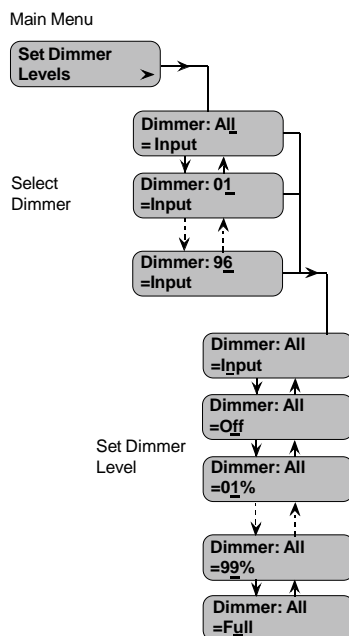 Main Menu
Set Dimmer
Levels
Dimmer: All
= Input
Select
Dimmer
Dimmer: 01
=Input
Dimmer: 96
=Input
Dimmer: All
=Input
Dimmer: All
=Off
Set Dimmer
Level
Dimmer: All
=01%
Dimmer: All
=99%
Dimmer: All
=Full